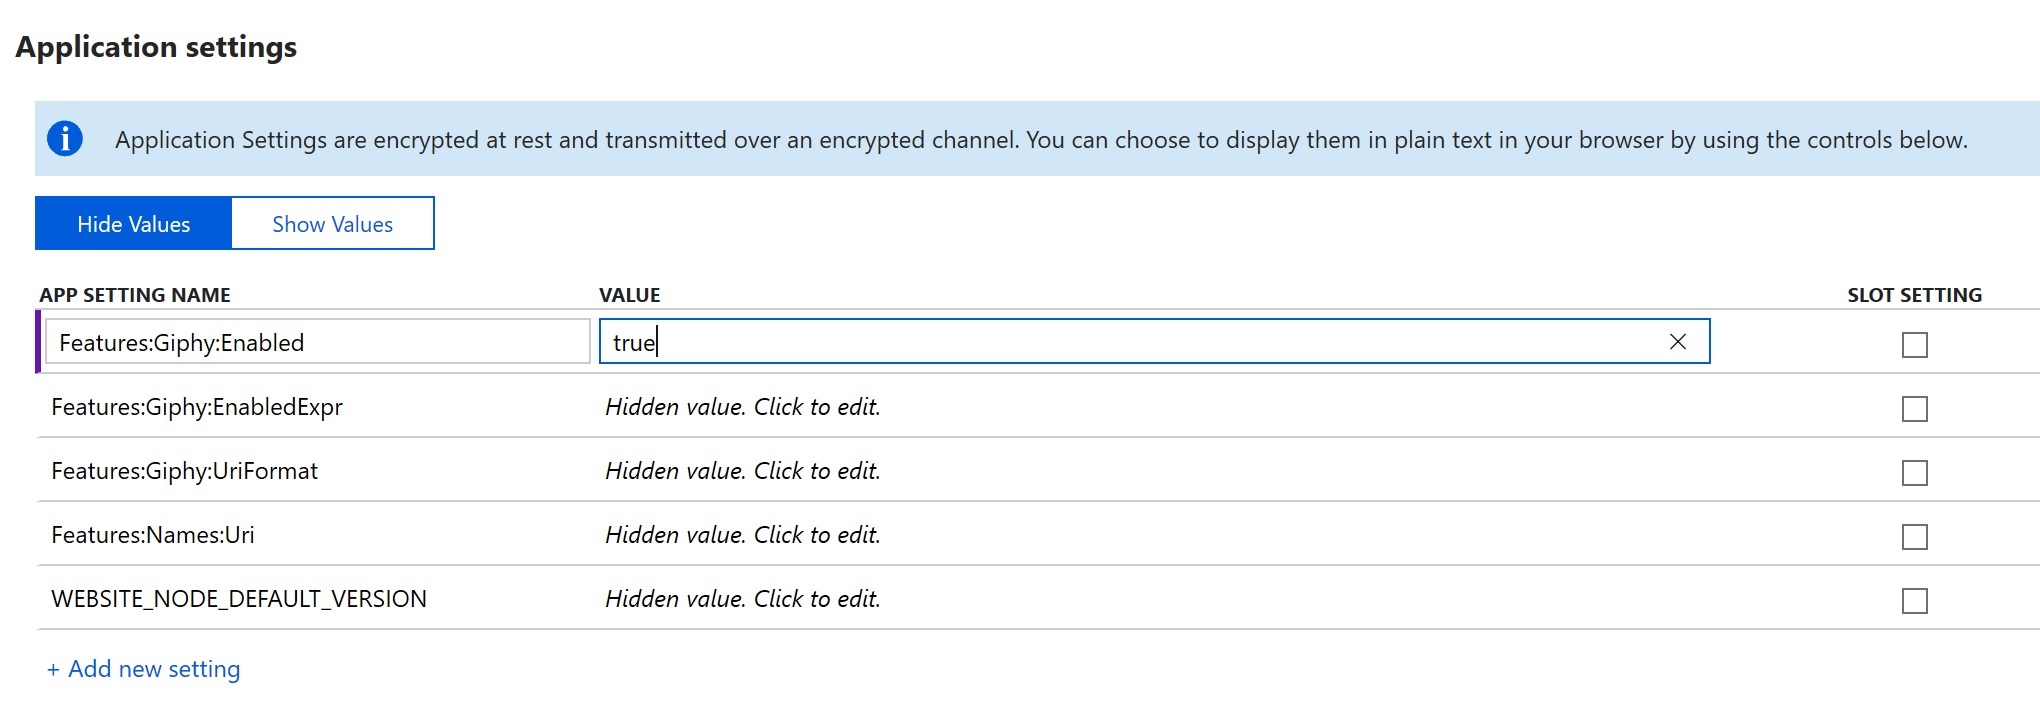 Application settings
Application Settings are encrypted at rest and transmitted over an encrypted channel. You can choose to display them in plain text in your browser by using the controls below.
Hide Values Show Values
APP SETTING NAME VALUE SLOT SETTING
Features:Giphy:Enabled true
Features:Giphy:EnabledExpr Hidden value. Click to edit.
Features:Giphy:UriFormat Hidden value. Click to edit.
Features:Names:Uri Hidden value. Click to edit.
WEBSITE_NODE_DEFAULT_VERSION Hidden value. Click to edit.
+ Add new setting